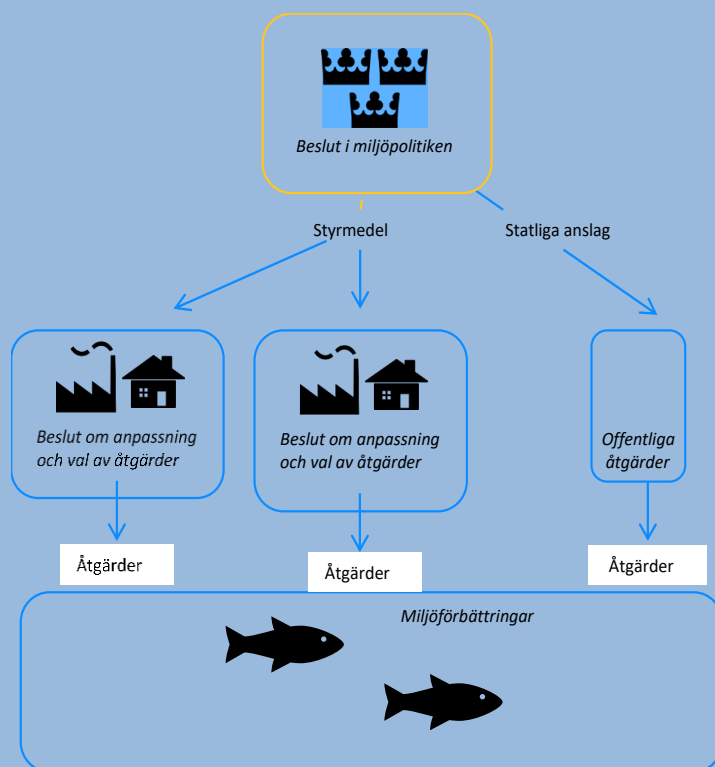 Beslut i miljöpolitiken
Styrmedel
Statliga anslag
Beslut om anpassning
och val av åtgärder
Beslut om anpassning
och val av åtgärder
Offentliga
åtgärder
Åtgärder
Åtgärder
Åtgärder
Miljöförbättringar